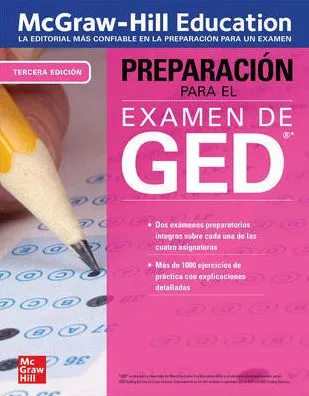 McGraw-Hill Education
LA EDITORIAL MÁS CONFIABLE EN LA PREPARACIÓN PARA UN EXAMEN
TERCERA EDICIÓN
PREPARACIÓN
PARA EL
EXAMEN DE
GED®*
• Dos exámenes preparatorios
íntegros sobre cada una de las
cuatro asignaturas
• Más de 1000 ejercicios de
práctica con explicaciones
detalladas
Mc
Graw
Hill